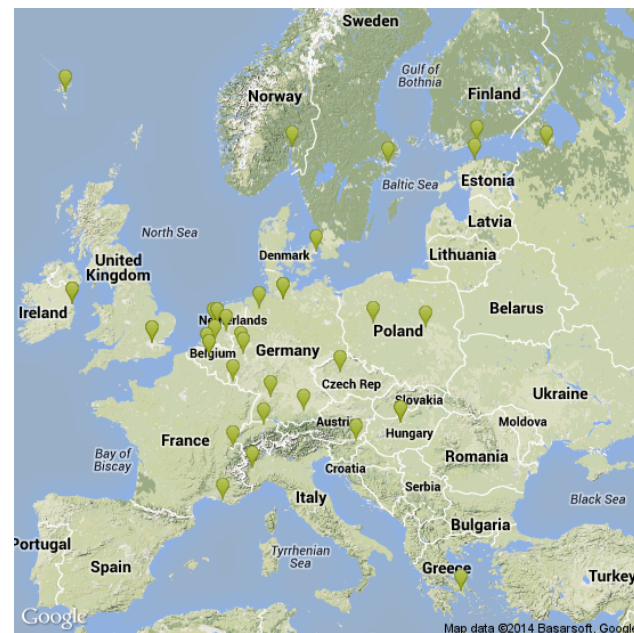 Sweden
Gulf of
Bothnia
Norway
Finland
Baltic Sea
Estonia
North Sea
Latvia
Denmark
Lithuania
United
Kingdom
Ireland
Netherlands
Belarus
Poland
Belgium
Germany
Czech Rep
Ukraine
Slovakia
France
Austria
Moldova
Hungary
Bay of
Biscay
Romania
Croatia
Serbia
Italy
Black Sea
Bulgaria
Portugal
Tyrrhenian
Sea
Spain
Greece
Turkey
Google
Map data ©2014 Basarsoft, Google